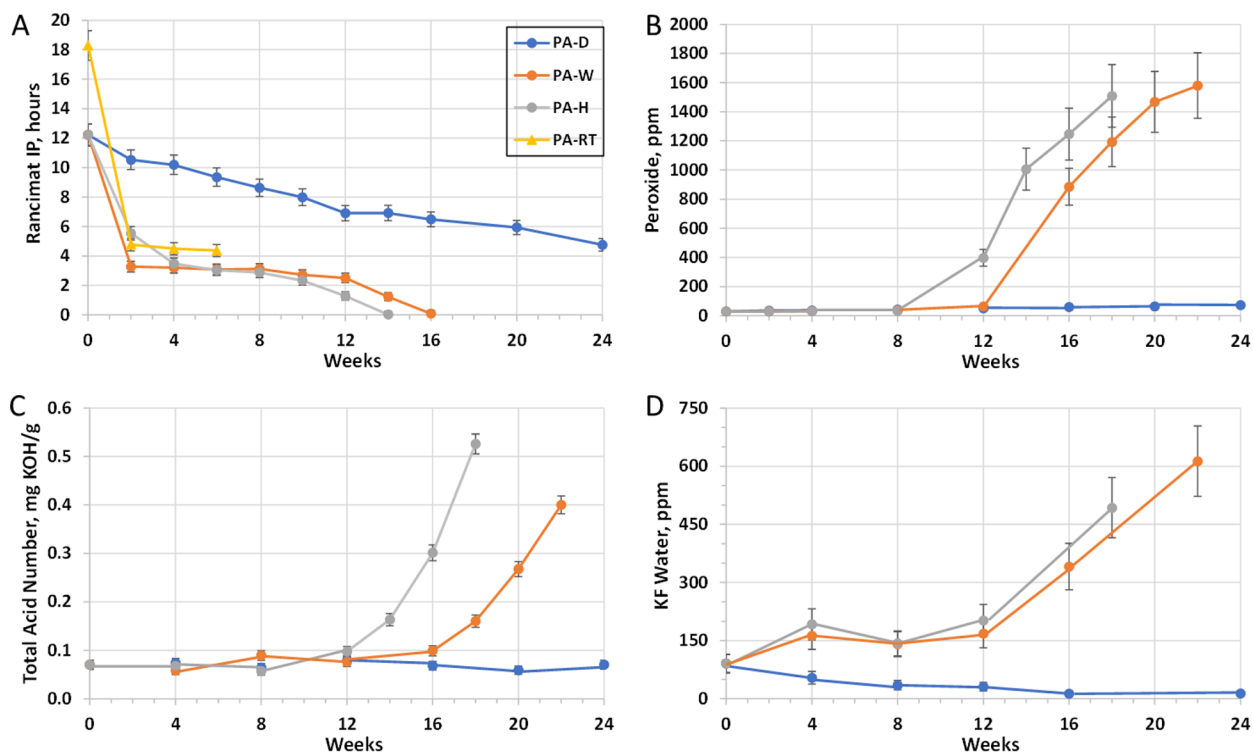 A
Rancimat IP, hours
20
18
16
14
12
10
8
6
4
2
0
PA-D
PA-W
PA-H
PA-RT
0 4 8 12 16 20 24
Weeks
B
Peroxide, ppm
2000
1800
1600
1400
1200
1000
800
600
400
200
0
0 4 8 12 16 20 24
Weeks
C
Total Acid Number, mg KOH/g
0.6
0.5
0.4
0.3
0.2
0.1
0.0
0 4 8 12 16 20 24
Weeks
D
KF Water, ppm
750
600
450
300
150
0
0 4 8 12 16 20 24
Weeks